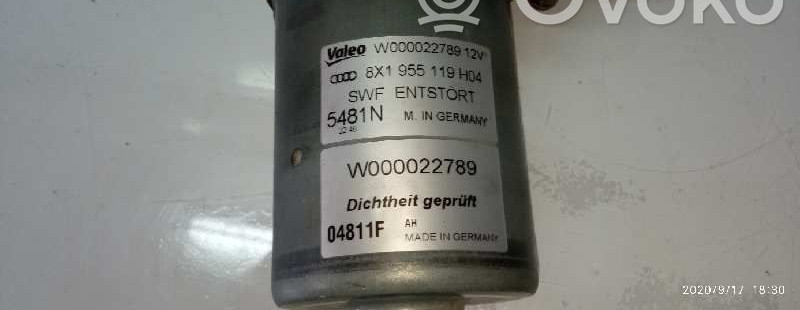 OVOKO
Valeo W000022789 12V
8X1 955 119 H04
SWF ENTSTÖRT
5481N M. IN GERMANY
W000022789
Dichtheit geprüft
04811F AH
MADE IN GERMANY
2020/9/17 18:30